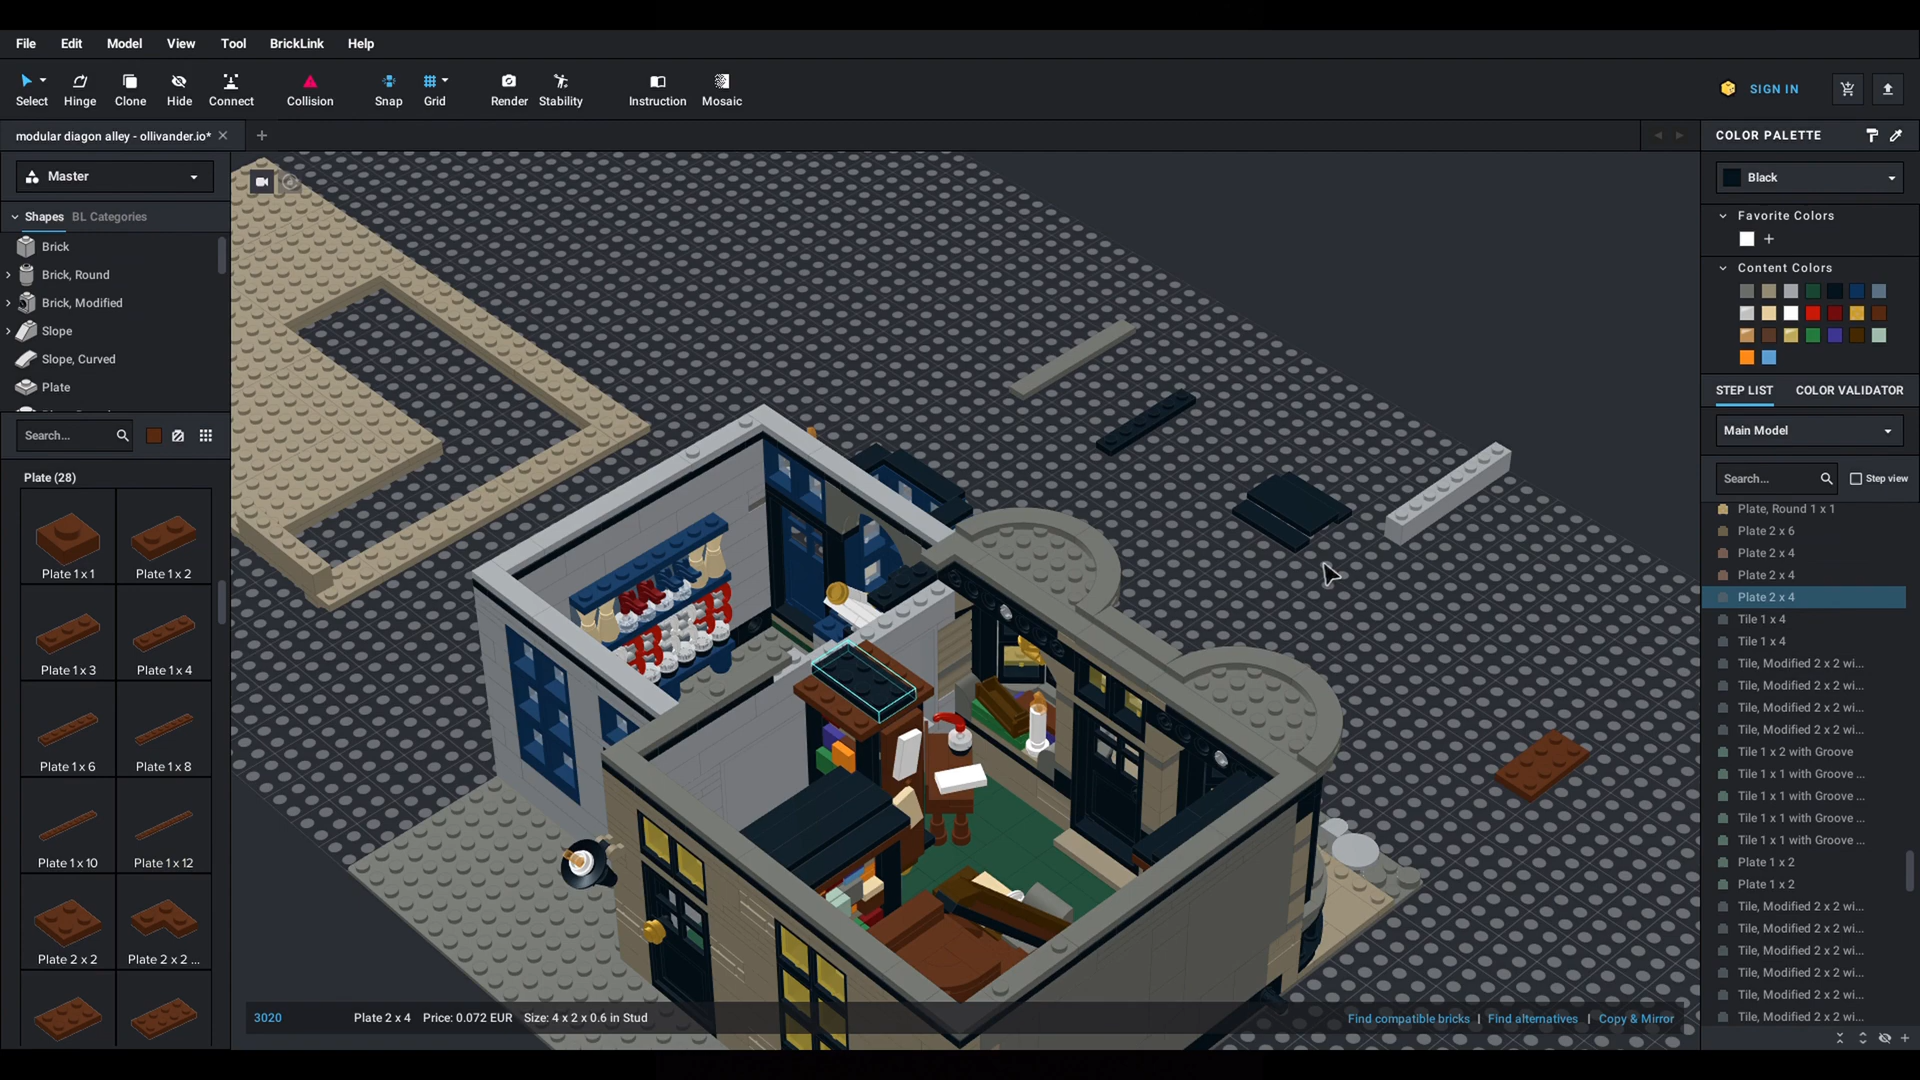 File Edit Model View Tool BrickLink Help
Select Hinge Clone Hide Connect Collision Snap Grid Render Stability Instruction Mosaic
SIGN IN
modular diagon alley - ollivander.io*
Master
Shapes BL Categories
Brick
Brick, Round
Brick, Modified
Slope
Slope, Curved
Plate
Search...
Plate (28)
Plate 1 x 1 Plate 1 x 2
Plate 1 x 3 Plate 1 x 4
Plate 1 x 6 Plate 1 x 8
Plate 1 x 10 Plate 1 x 12
Plate 2 x 2 Plate 2 x 2 ...
3020 Plate 2 x 4 Price: 0.072 EUR Size: 4 x 2 x 0.6 in Stud
Find compatible bricks | Find alternatives | Copy & Mirror
COLOR PALETTE
Black
Favorite Colors
Content Colors
STEP LIST COLOR VALIDATOR
Main Model
Search... Step view
Plate, Round 1 x 1
Plate 2 x 6
Plate 2 x 4
Plate 2 x 4
Plate 2 x 4
Tile 1 x 4
Tile 1 x 4
Tile, Modified 2 x 2 wi...
Tile, Modified 2 x 2 wi...
Tile, Modified 2 x 2 wi...
Tile, Modified 2 x 2 wi...
Tile 1 x 2 with Groove
Tile 1 x 1 with Groove ...
Tile 1 x 1 with Groove ...
Tile 1 x 1 with Groove ...
Tile 1 x 1 with Groove ...
Plate 1 x 2
Plate 1 x 2
Tile, Modified 2 x 2 wi...
Tile, Modified 2 x 2 wi...
Tile, Modified 2 x 2 wi...
Tile, Modified 2 x 2 wi...
Tile, Modified 2 x 2 wi...
Tile, Modified 2 x 2 wi...